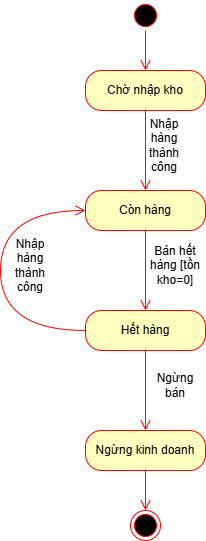 Chờ nhập kho
Nhập
hàng
thành
công
Còn hàng
Nhập
hàng
thành
công
Bán hết
hàng [tồn
kho=0]
Hết hàng
Ngừng
bán
Ngừng kinh doanh